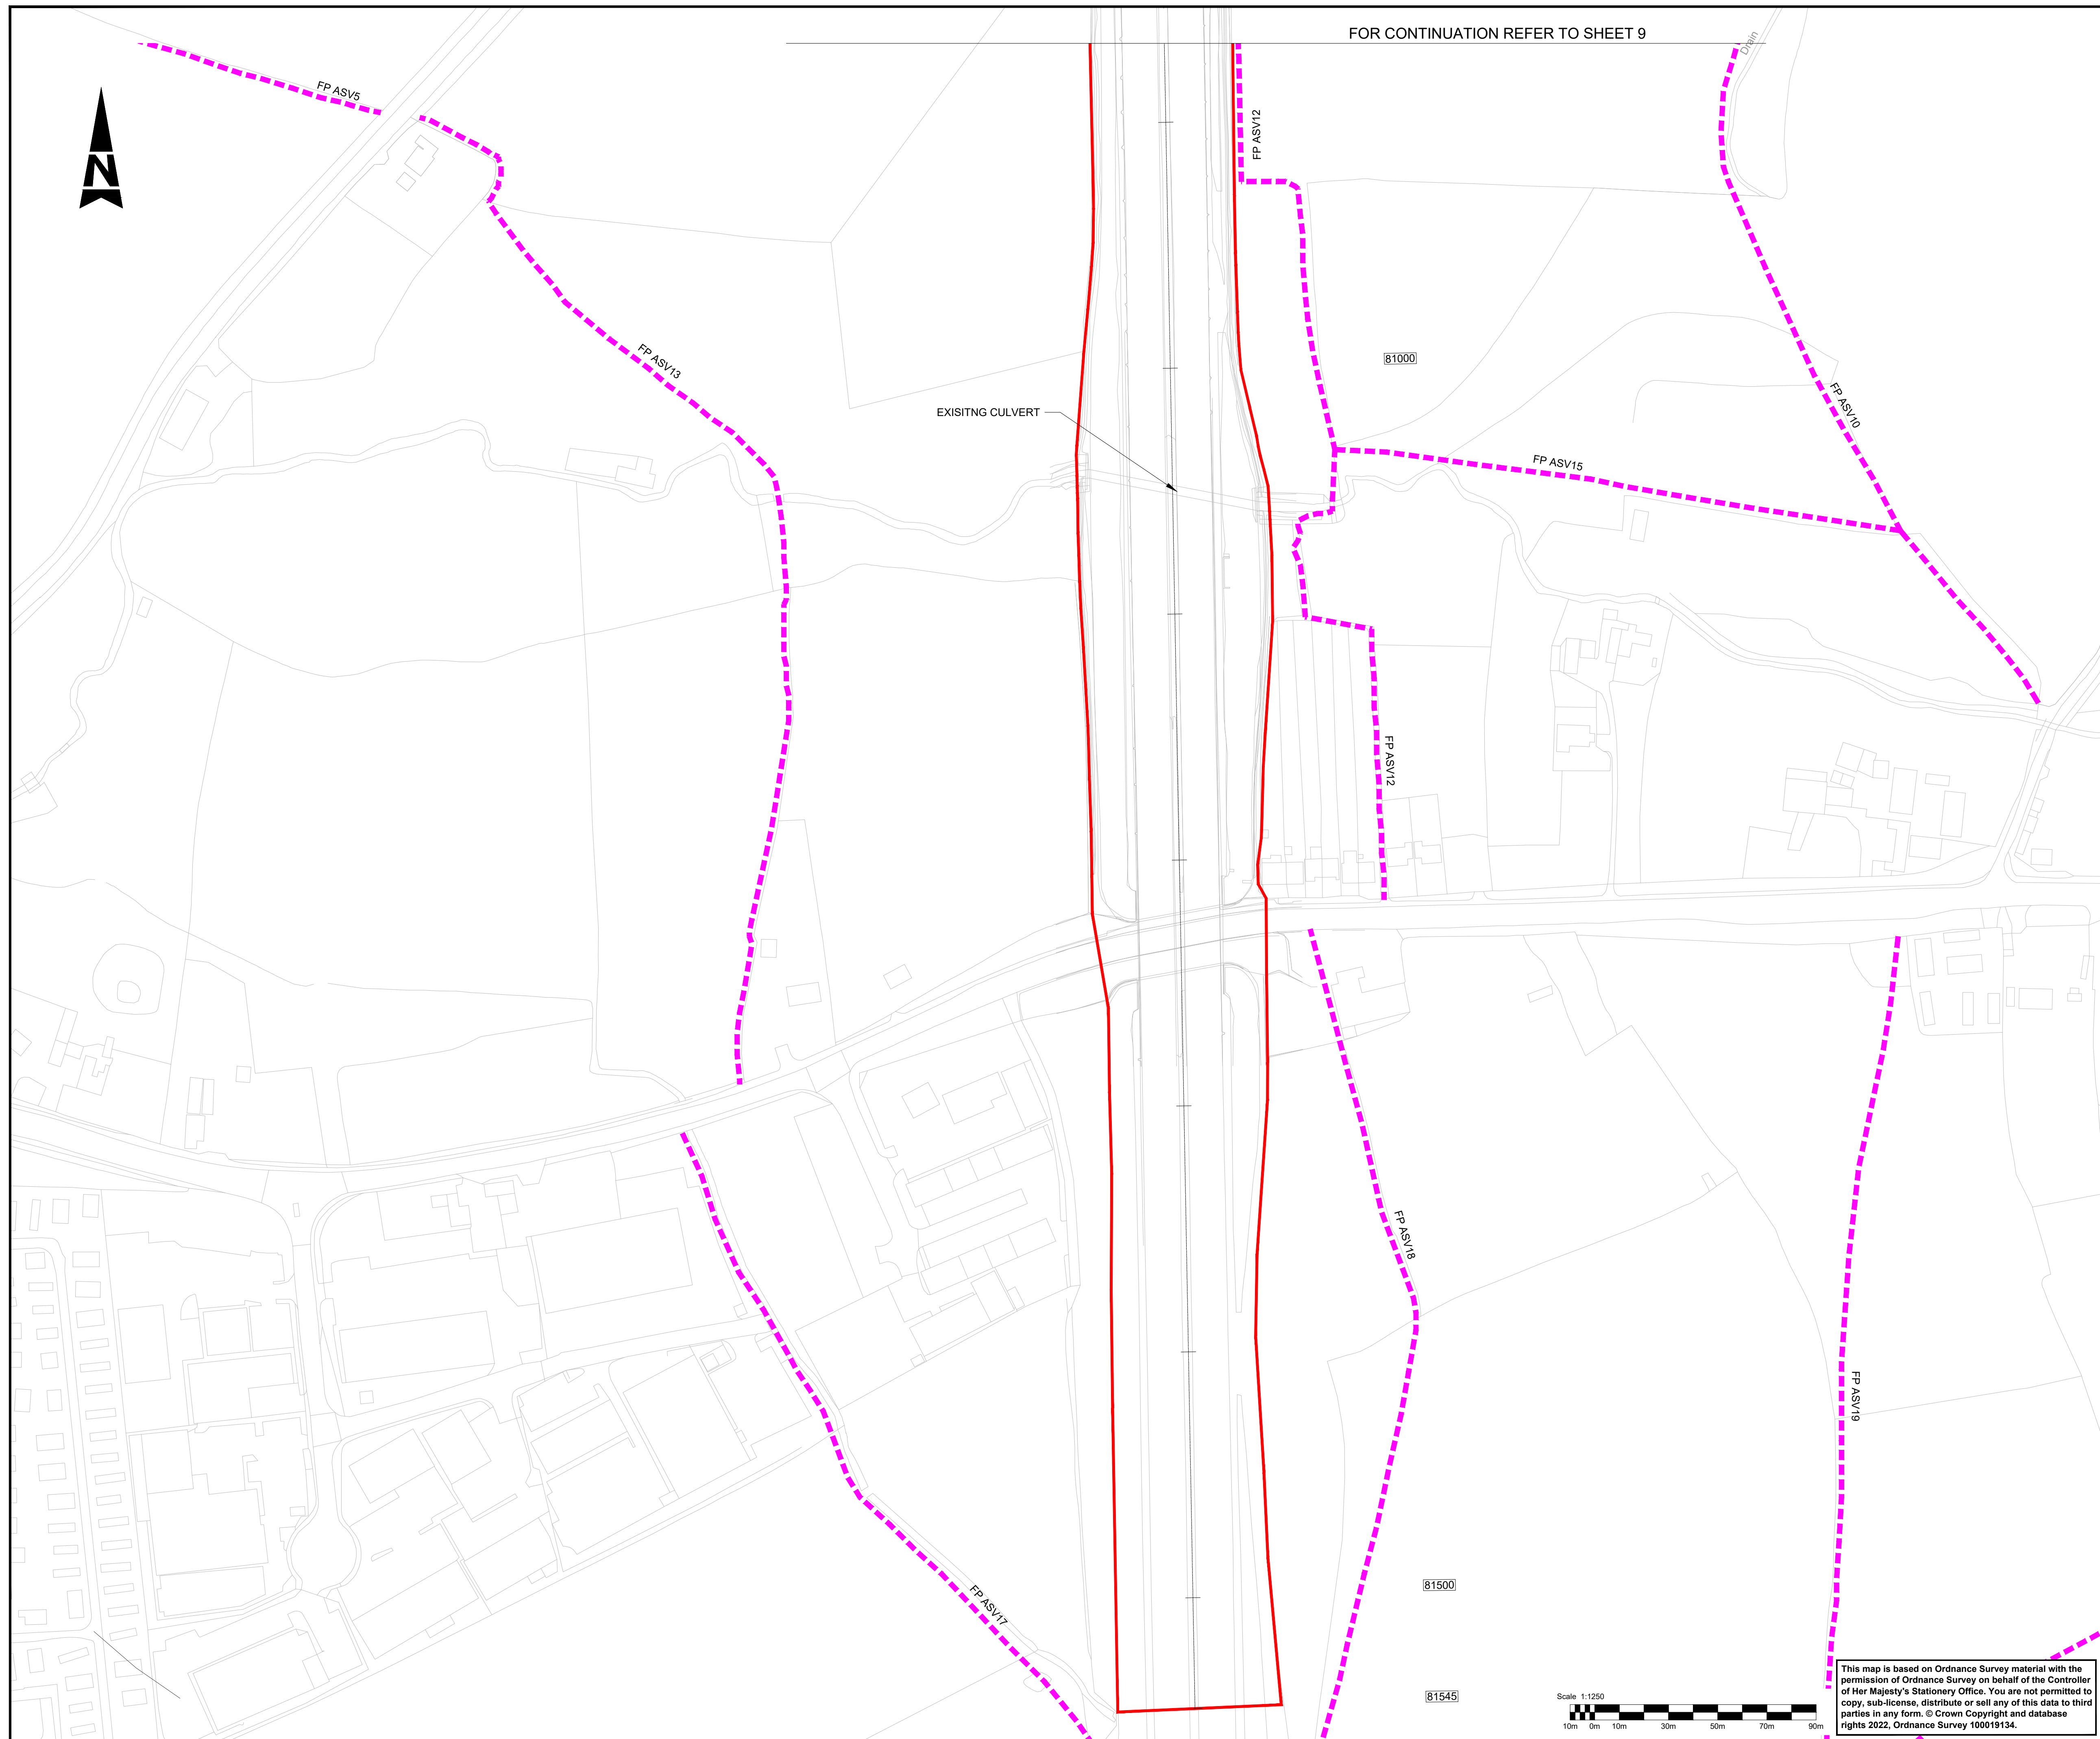 FOR CONTINUATION REFER TO SHEET 9
Drain
FP ASV5
FP ASV12
N
FP ASV13
81000
FP ASV10
EXISITNG CULVERT
FP ASV15
FP ASV12
FP ASV18
FP ASV19
FP ASV17
81500
81545
Scale 1:1250
10m 0m 10m 30m 50m 70m 90m
This map is based on Ordnance Survey material with the
permission of Ordnance Survey on behalf of the Controller
of Her Majesty's Stationery Office. You are not permitted to
copy, sub-license, distribute or sell any of this data to third
parties in any form. © Crown Copyright and database
rights 2022, Ordnance Survey 100019134.